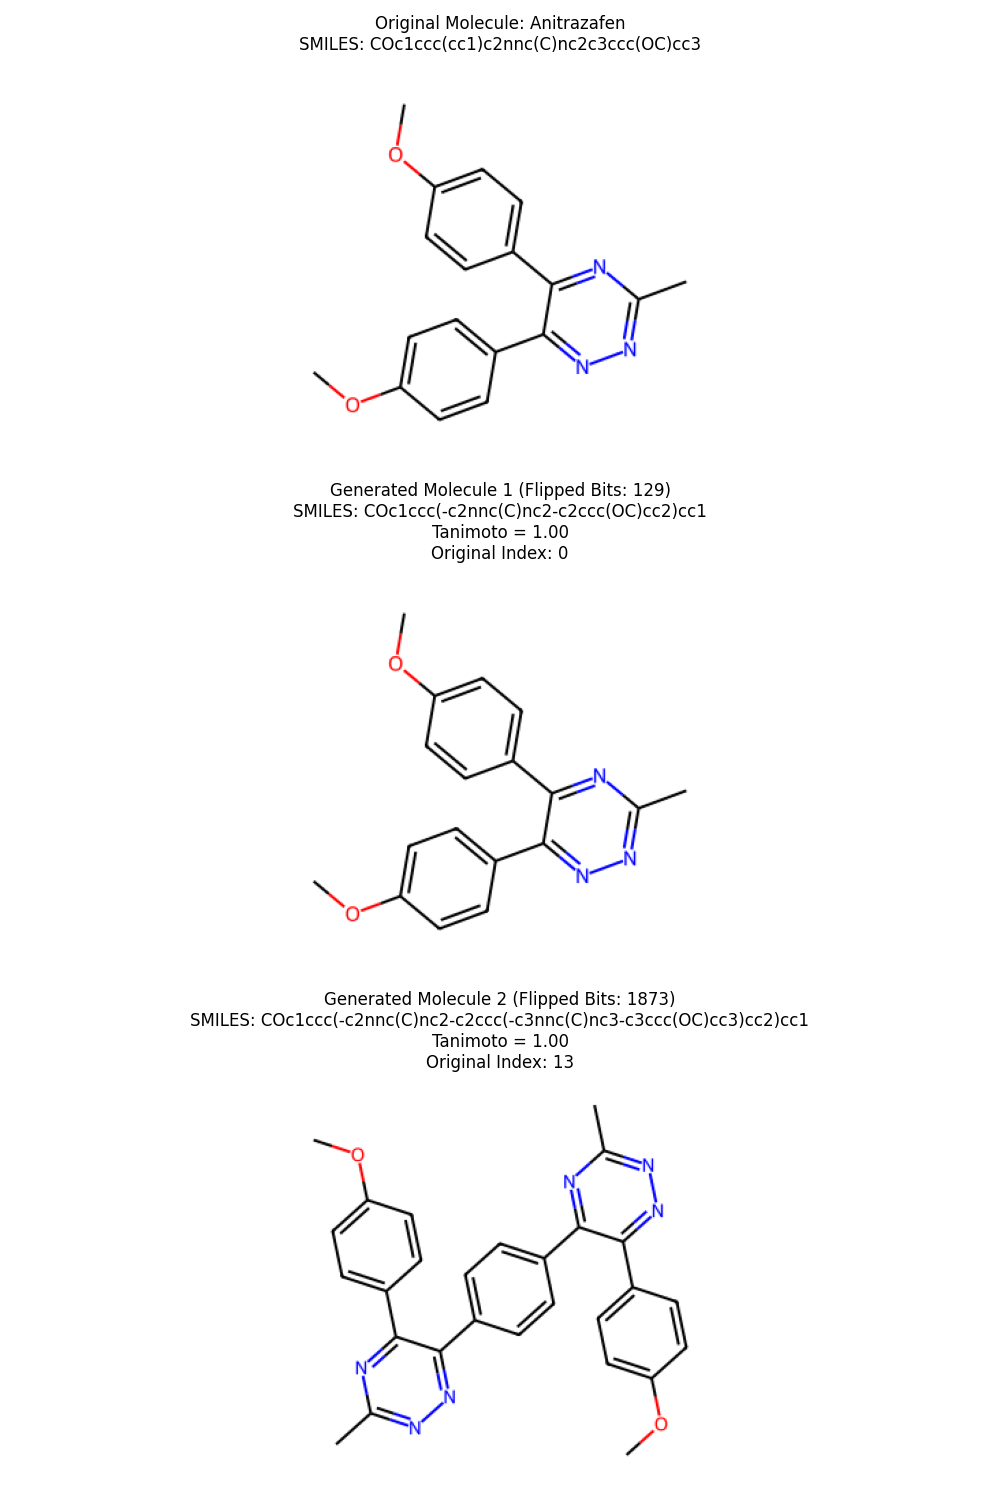 Original Molecule: Anitrazafen
SMILES: COc1ccc(cc1)c2nnc(C)nc2c3ccc(OC)cc3
O
N
N
N
O
Generated Molecule 1 (Flipped Bits: 129)
SMILES: COc1ccc(-c2nnc(C)nc2-c2ccc(OC)cc2)cc1
Tanimoto = 1.00
Original Index: 0
O
N
N
N
O
Generated Molecule 2 (Flipped Bits: 1873)
SMILES: COc1ccc(-c2nnc(C)nc2-c2ccc(-c3nnc(C)nc3-c3ccc(OC)cc3)cc2)cc1
Tanimoto = 1.00
Original Index: 13
O
N
N
N
N
N
N
O